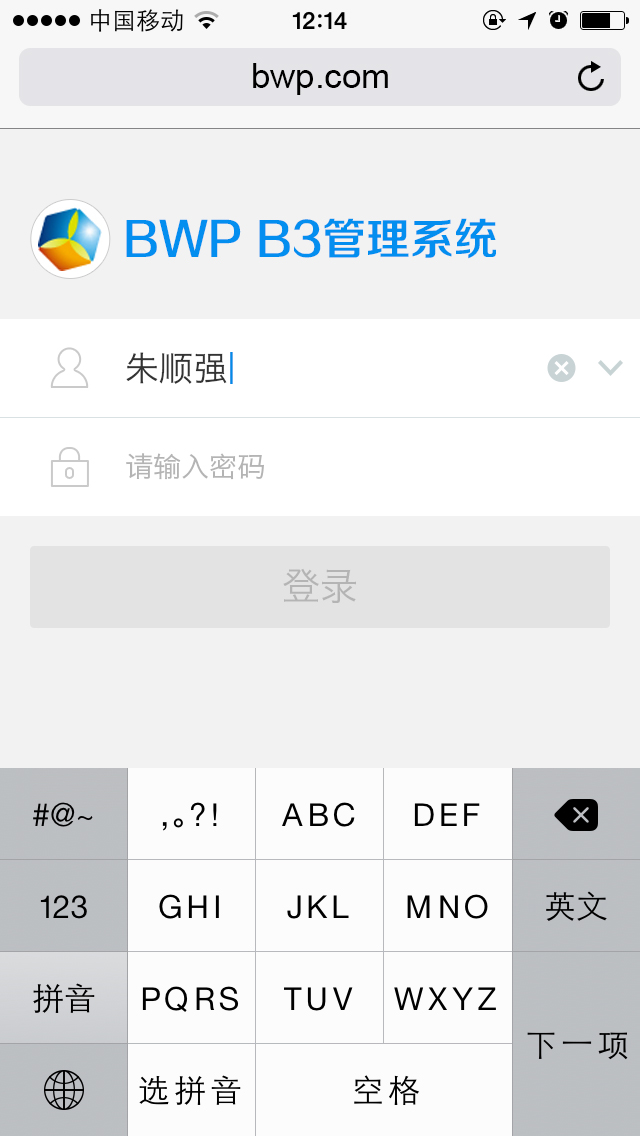 中国移动 12:14
bwp.com
BWP B3管理系统
朱顺强
请输入密码
登录
#@~ ,。?! ABC DEF
123 GHI JKL MNO 英文
拼音 PQRS TUV WXYZ
下一项
选拼音 空格